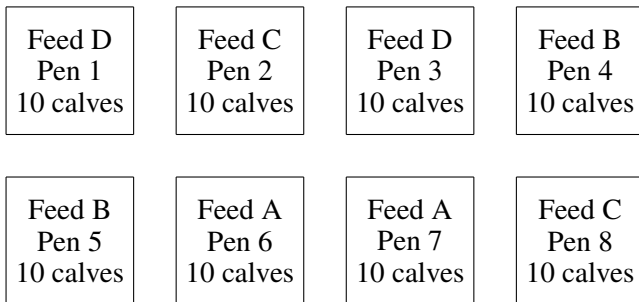 Feed D
Pen 1
10 calves
Feed C
Pen 2
10 calves
Feed D
Pen 3
10 calves
Feed B
Pen 4
10 calves
Feed B
Pen 5
10 calves
Feed A
Pen 6
10 calves
Feed A
Pen 7
10 calves
Feed C
Pen 8
10 calves